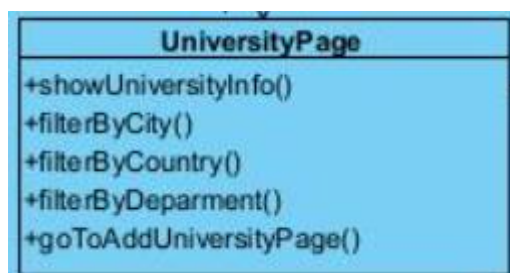 UniversityPage
+showUniversityInfo()
+filterByCity()
+filterByCountry()
+filterByDeparment()
+goToAddUniversityPage()